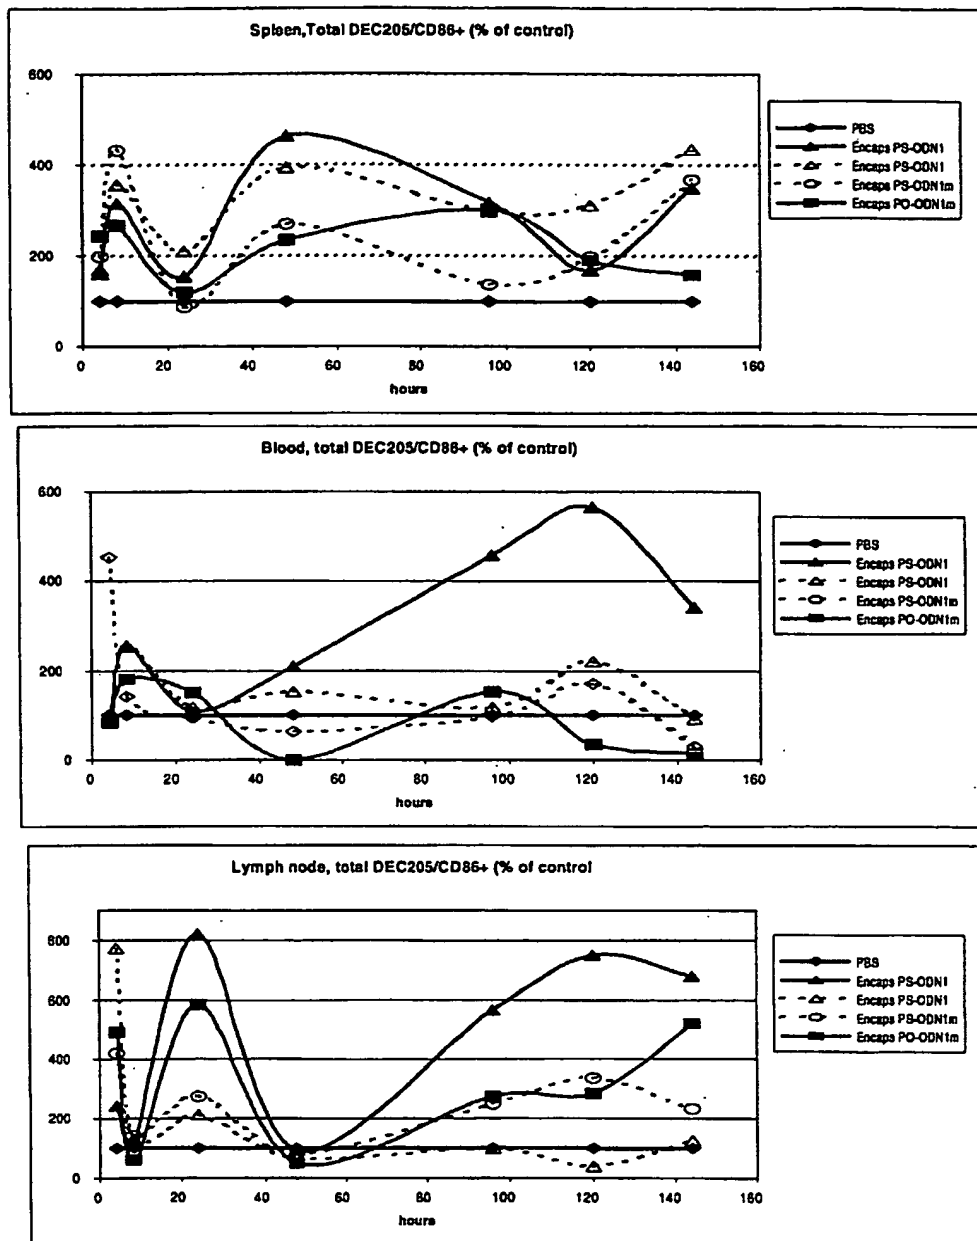 Spleen,Total DEC205/CD86+ (% of control)
600
400
200
0
0 20 40 60 80 100 120 140 160
hours
PBS
Encaps PS-ODN1
Encaps PS-ODN1
Encaps PS-ODN1m
Encaps PO-ODN1m
Blood, total DEC205/CD86+ (% of control)
600
400
200
0
0 20 40 60 80 100 120 140 160
hours
PBS
Encaps PS-ODN1
Encaps PS-ODN1
Encaps PS-ODN1m
Encaps PO-ODN1m
Lymph node, total DEC205/CD86+ (% of control
800
600
400
200
0
0 20 40 60 80 100 120 140 160
hours
PBS
Encaps PS-ODN1
Encaps PS-ODN1
Encaps PS-ODN1m
Encaps PO-ODN1m